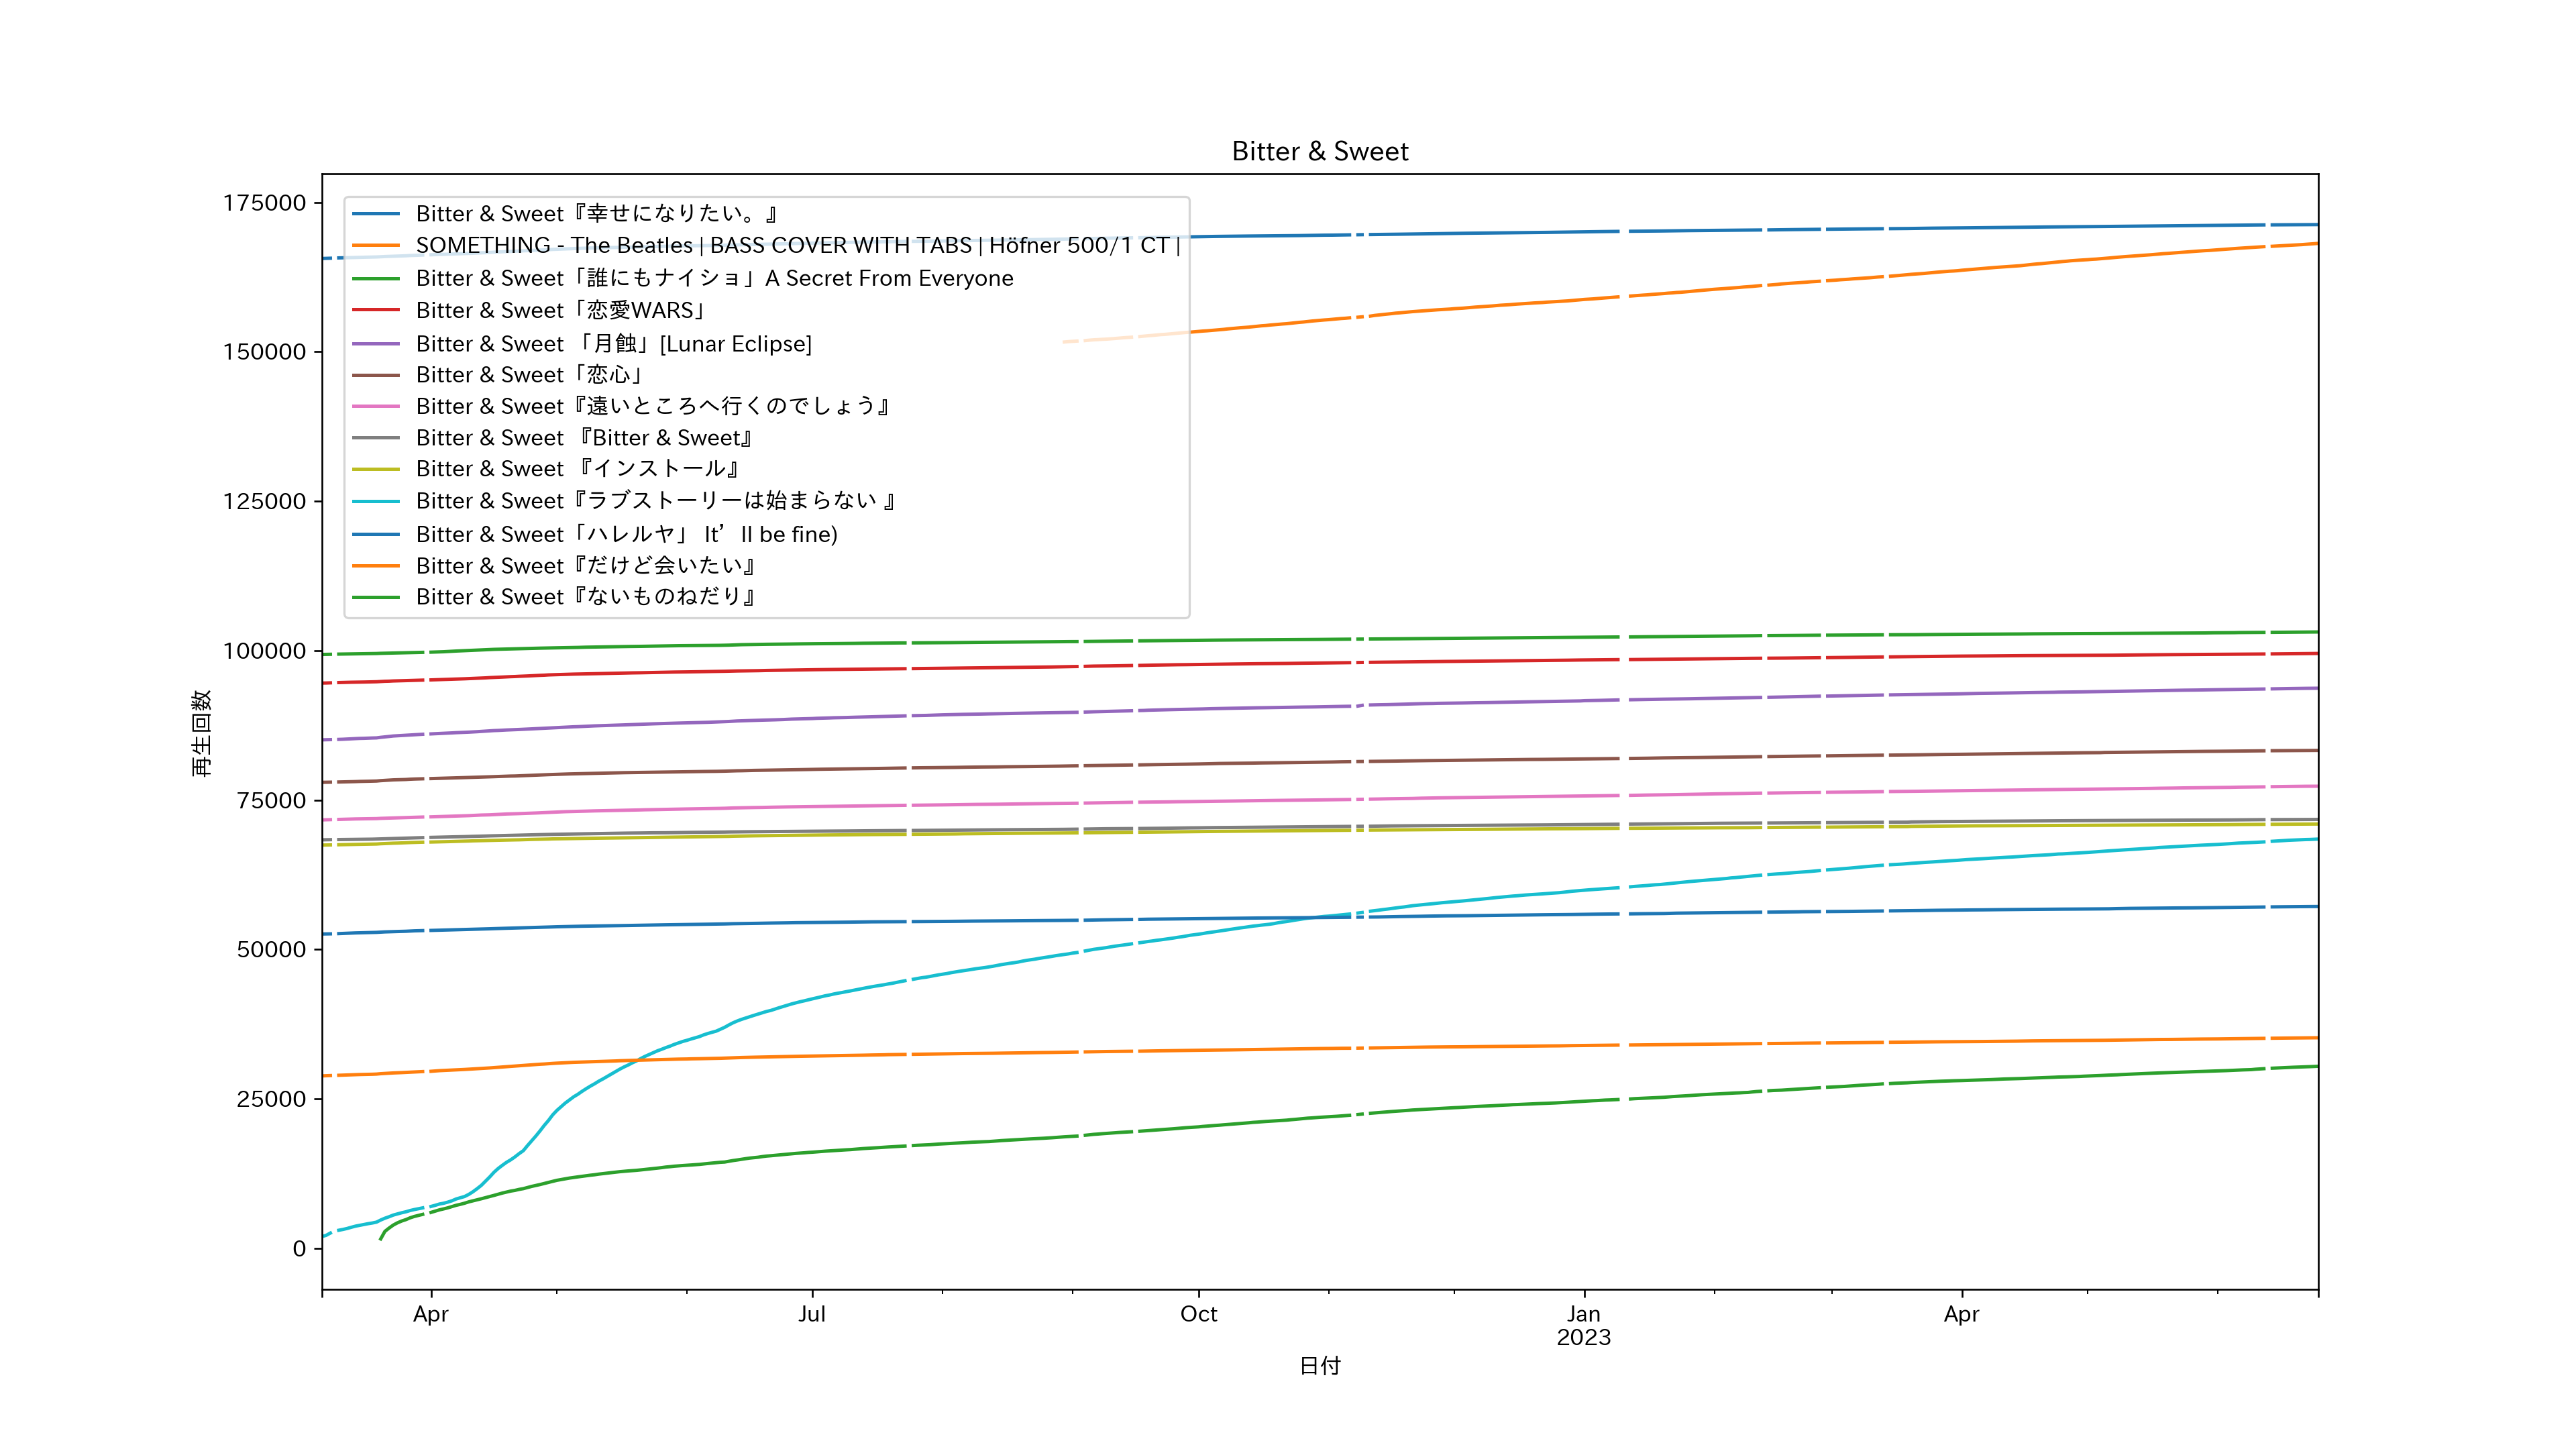 Bitter & Sweet
175000
150000
125000
100000
75000
50000
25000
0
再生回数
Bitter & Sweet『幸せになりたい。』
SOMETHING - The Beatles | BASS COVER WITH TABS | Höfner 500/1 CT |
Bitter & Sweet「誰にもナイショ」A Secret From Everyone
Bitter & Sweet「恋愛WARS」
Bitter & Sweet 「月蝕」[Lunar Eclipse]
Bitter & Sweet「恋心」
Bitter & Sweet『遠いところへ行くのでしょう』
Bitter & Sweet 『Bitter & Sweet』
Bitter & Sweet 『インストール』
Bitter & Sweet『ラブストーリーは始まらない 』
Bitter & Sweet「ハレルヤ」 It’ll be fine)
Bitter & Sweet『だけど会いたい』
Bitter & Sweet『ないものねだり』
Apr
Jul
Oct
Jan
2023
Apr
日付